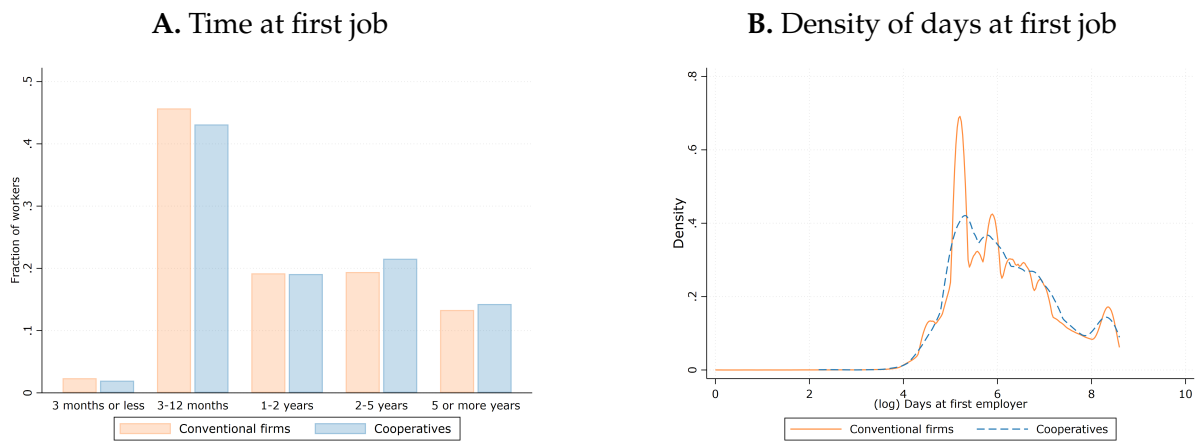 A. Time at first job
Fraction of workers
.5
.4
.3
.2
.1
0
3 months or less
3-12 months
1-2 years
2-5 years
5 or more years
Conventional firms
Cooperatives
B. Density of days at first job
Density
.8
.6
.4
.2
0
0
2
4
6
8
10
(log) Days at first employer
Conventional firms
Cooperatives